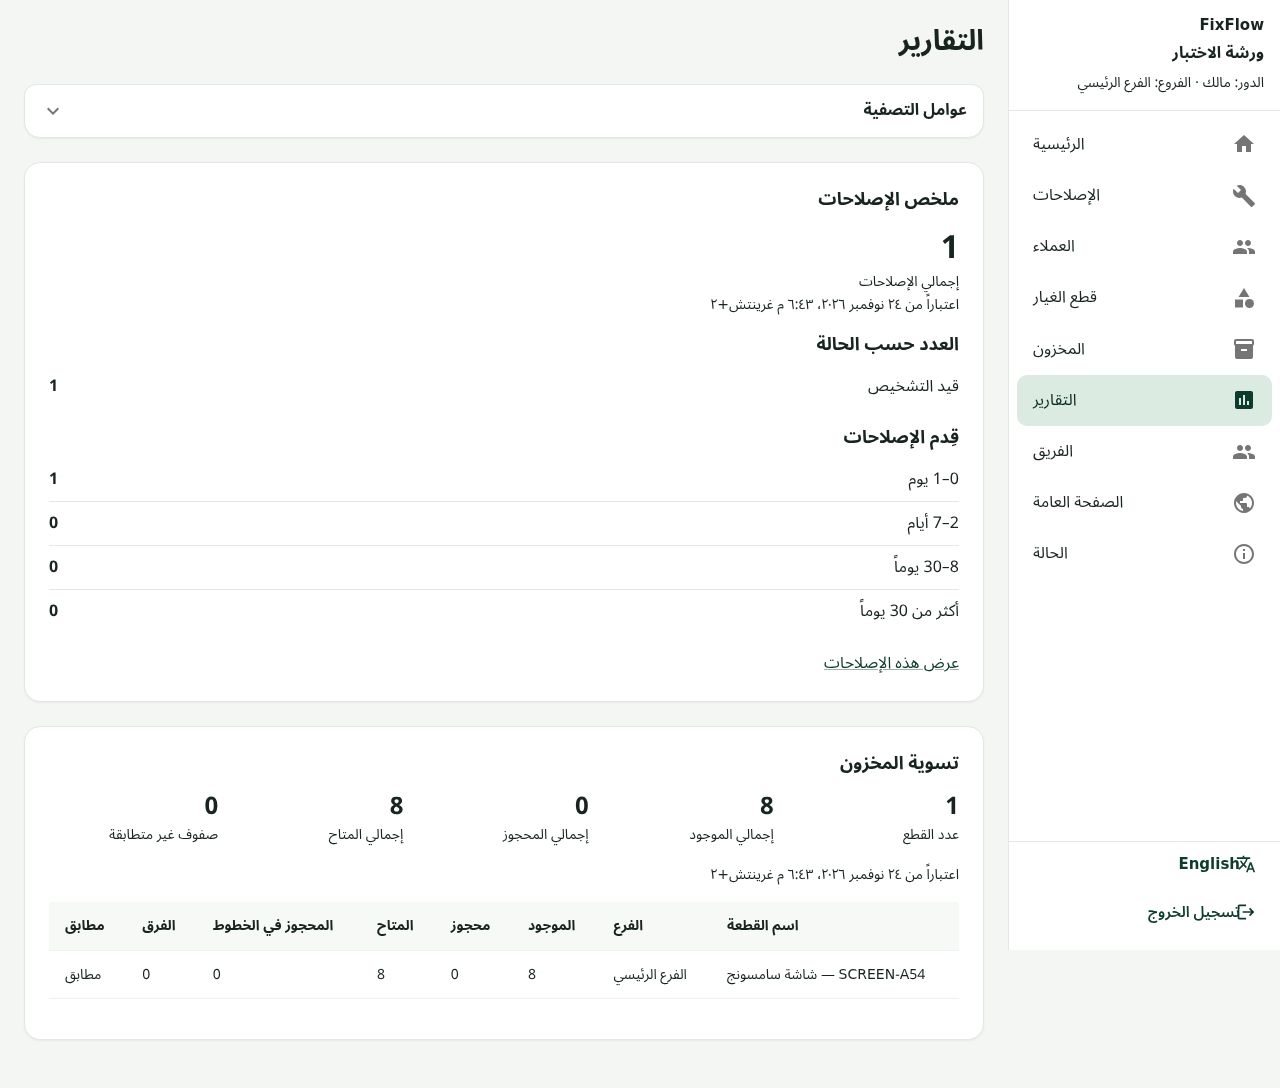 FixFlow
ورشة الاختبار
الدور: مالك · الفروع: الفرع الرئيسي
الرئيسية
الإصلاحات
العملاء
قطع الغيار
المخزون
التقارير
الفريق
الصفحة العامة
الحالة
English
تسجيل الخروج
التقارير
عوامل التصفية
ملخص الإصلاحات
1
إجمالي الإصلاحات
اعتباراً من ٢٤ نوفمبر ٢٠٢٦، ٦:٤٣ م غرينتش+٢
العدد حسب الحالة
قيد التشخيص 1
قِدم الإصلاحات
0–1 يوم 1
2–7 أيام 0
8–30 يوماً 0
أكثر من 30 يوماً 0
عرض هذه الإصلاحات
تسوية المخزون
1 8 0 8 0
عدد القطع إجمالي الموجود إجمالي المحجوز إجمالي المتاح صفوف غير متطابقة
اعتباراً من ٢٤ نوفمبر ٢٠٢٦، ٦:٤٣ م غرينتش+٢
اسم القطعة الفرع الموجود محجوز المتاح المحجوز في الخطوط الفرق مطابق
SCREEN-A54 — شاشة سامسونج الفرع الرئيسي 8 0 8 0 0 مطابق